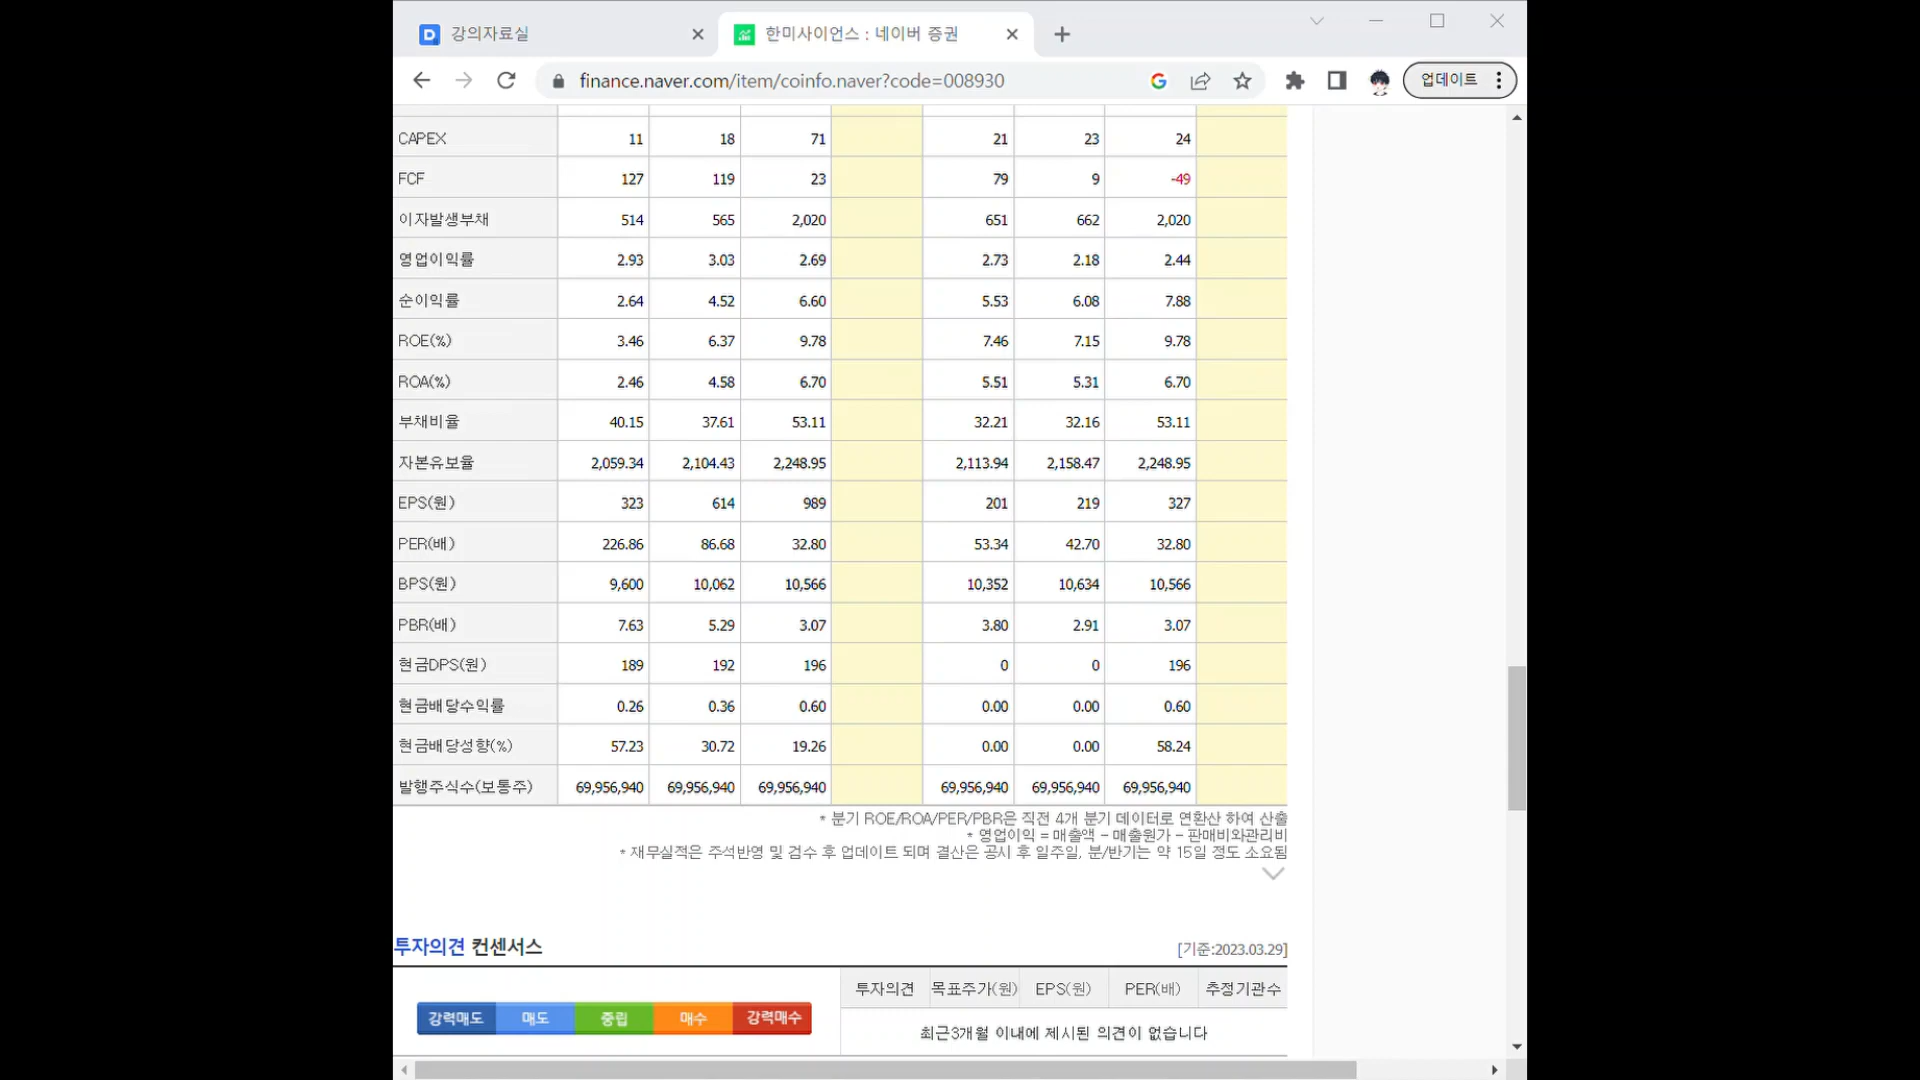 강의자료실
한미사이언스 : 네이버 증권
finance.naver.com/item/coinfo.naver?code=008930
업데이트
CAPEX 11 18 71 21 23 24
FCF 127 119 23 79 9 -49
이자발생부채 514 565 2,020 651 662 2,020
영업이익률 2.93 3.03 2.69 2.73 2.18 2.44
순이익률 2.64 4.52 6.60 5.53 6.08 7.88
ROE(%) 3.46 6.37 9.78 7.46 7.15 9.78
ROA(%) 2.46 4.58 6.70 5.51 5.31 6.70
부채비율 40.15 37.61 53.11 32.21 32.16 53.11
자본유보율 2,059.34 2,104.43 2,248.95 2,113.94 2,158.47 2,248.95
EPS(원) 323 614 989 201 219 327
PER(배) 226.86 86.68 32.80 53.34 42.70 32.80
BPS(원) 9,600 10,062 10,566 10,352 10,634 10,566
PBR(배) 7.63 5.29 3.07 3.80 2.91 3.07
현금DPS(원) 189 192 196 0 0 196
현금배당수익률 0.26 0.36 0.60 0.00 0.00 0.60
현금배당성향(%) 57.23 30.72 19.26 0.00 0.00 58.24
발행주식수(보통주) 69,956,940 69,956,940 69,956,940 69,956,940 69,956,940 69,956,940
* 분기 ROE/ROA/PER/PBR은 직전 4개 분기 데이터로 연환산 하여 산출
* 영업이익 = 매출액 - 매출원가 - 판매비와관리비
* 재무실적은 주석반영 및 검수 후 업데이트 되며 결산은 공시 후 일주일, 분/반기는 약 15일 정도 소요됨
투자의견 컨센서스 [기준:2023.03.29]
투자의견 목표주가(원) EPS(원) PER(배) 추정기관수
강력매도 매도 중립 매수 강력매수
최근3개월 이내에 제시된 의견이 없습니다